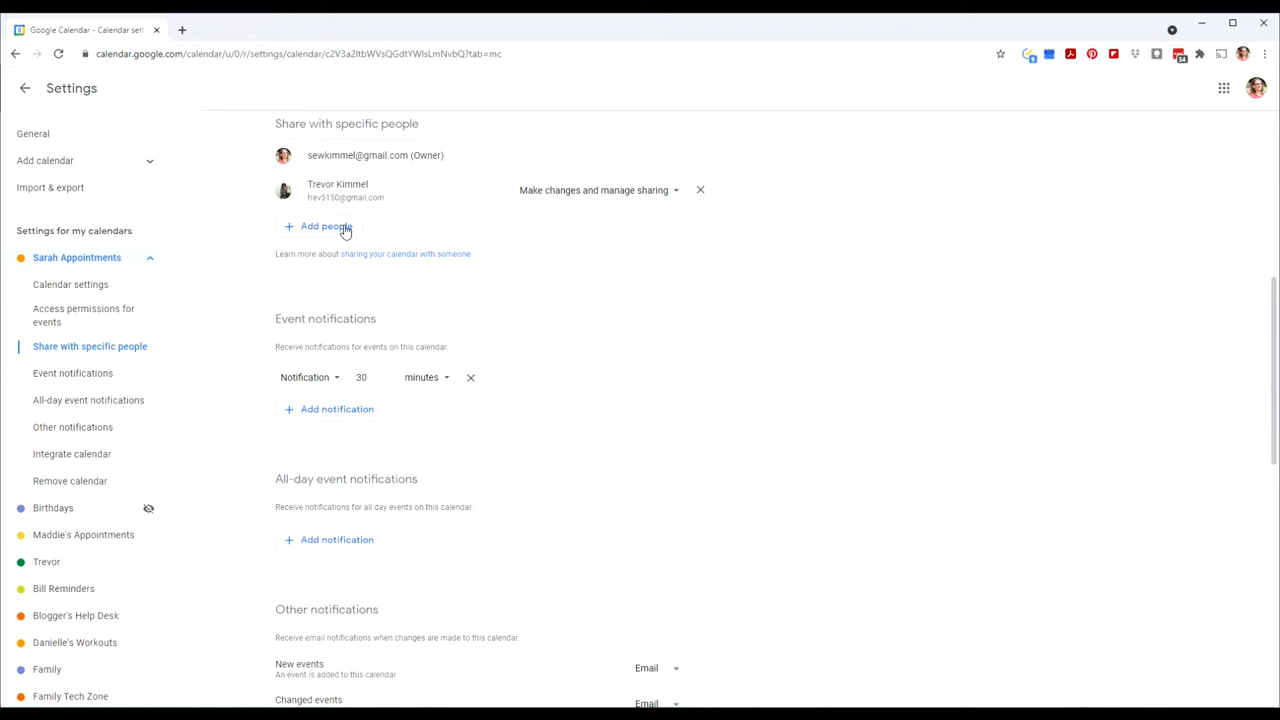 Google Calendar - Calendar set
calendar.google.com/calendar/u/0/r/settings/calendar/c2V3a2ltbWVsQGdtYWlsLmNvbQ?tab=mc
Settings
General
Add calendar
Import & export
Settings for my calendars
Sarah Appointments
Calendar settings
Access permissions for
events
Share with specific people
Event notifications
All-day event notifications
Other notifications
Integrate calendar
Remove calendar
Birthdays
Maddie's Appointments
Trevor
Bill Reminders
Blogger's Help Desk
Danielle's Workouts
Family
Family Tech Zone
Share with specific people
sewkimmel@gmail.com (Owner)
Trevor Kimmel
trev5150@gmail.com
Make changes and manage sharing
Add people
Learn more about sharing your calendar with someone
Event notifications
Receive notifications for events on this calendar.
Notification 30 minutes
Add notification
All-day event notifications
Receive notifications for all day events on this calendar.
Add notification
Other notifications
Receive email notifications when changes are made to this calendar.
New events
An event is added to this calendar
Email
Changed events
Email